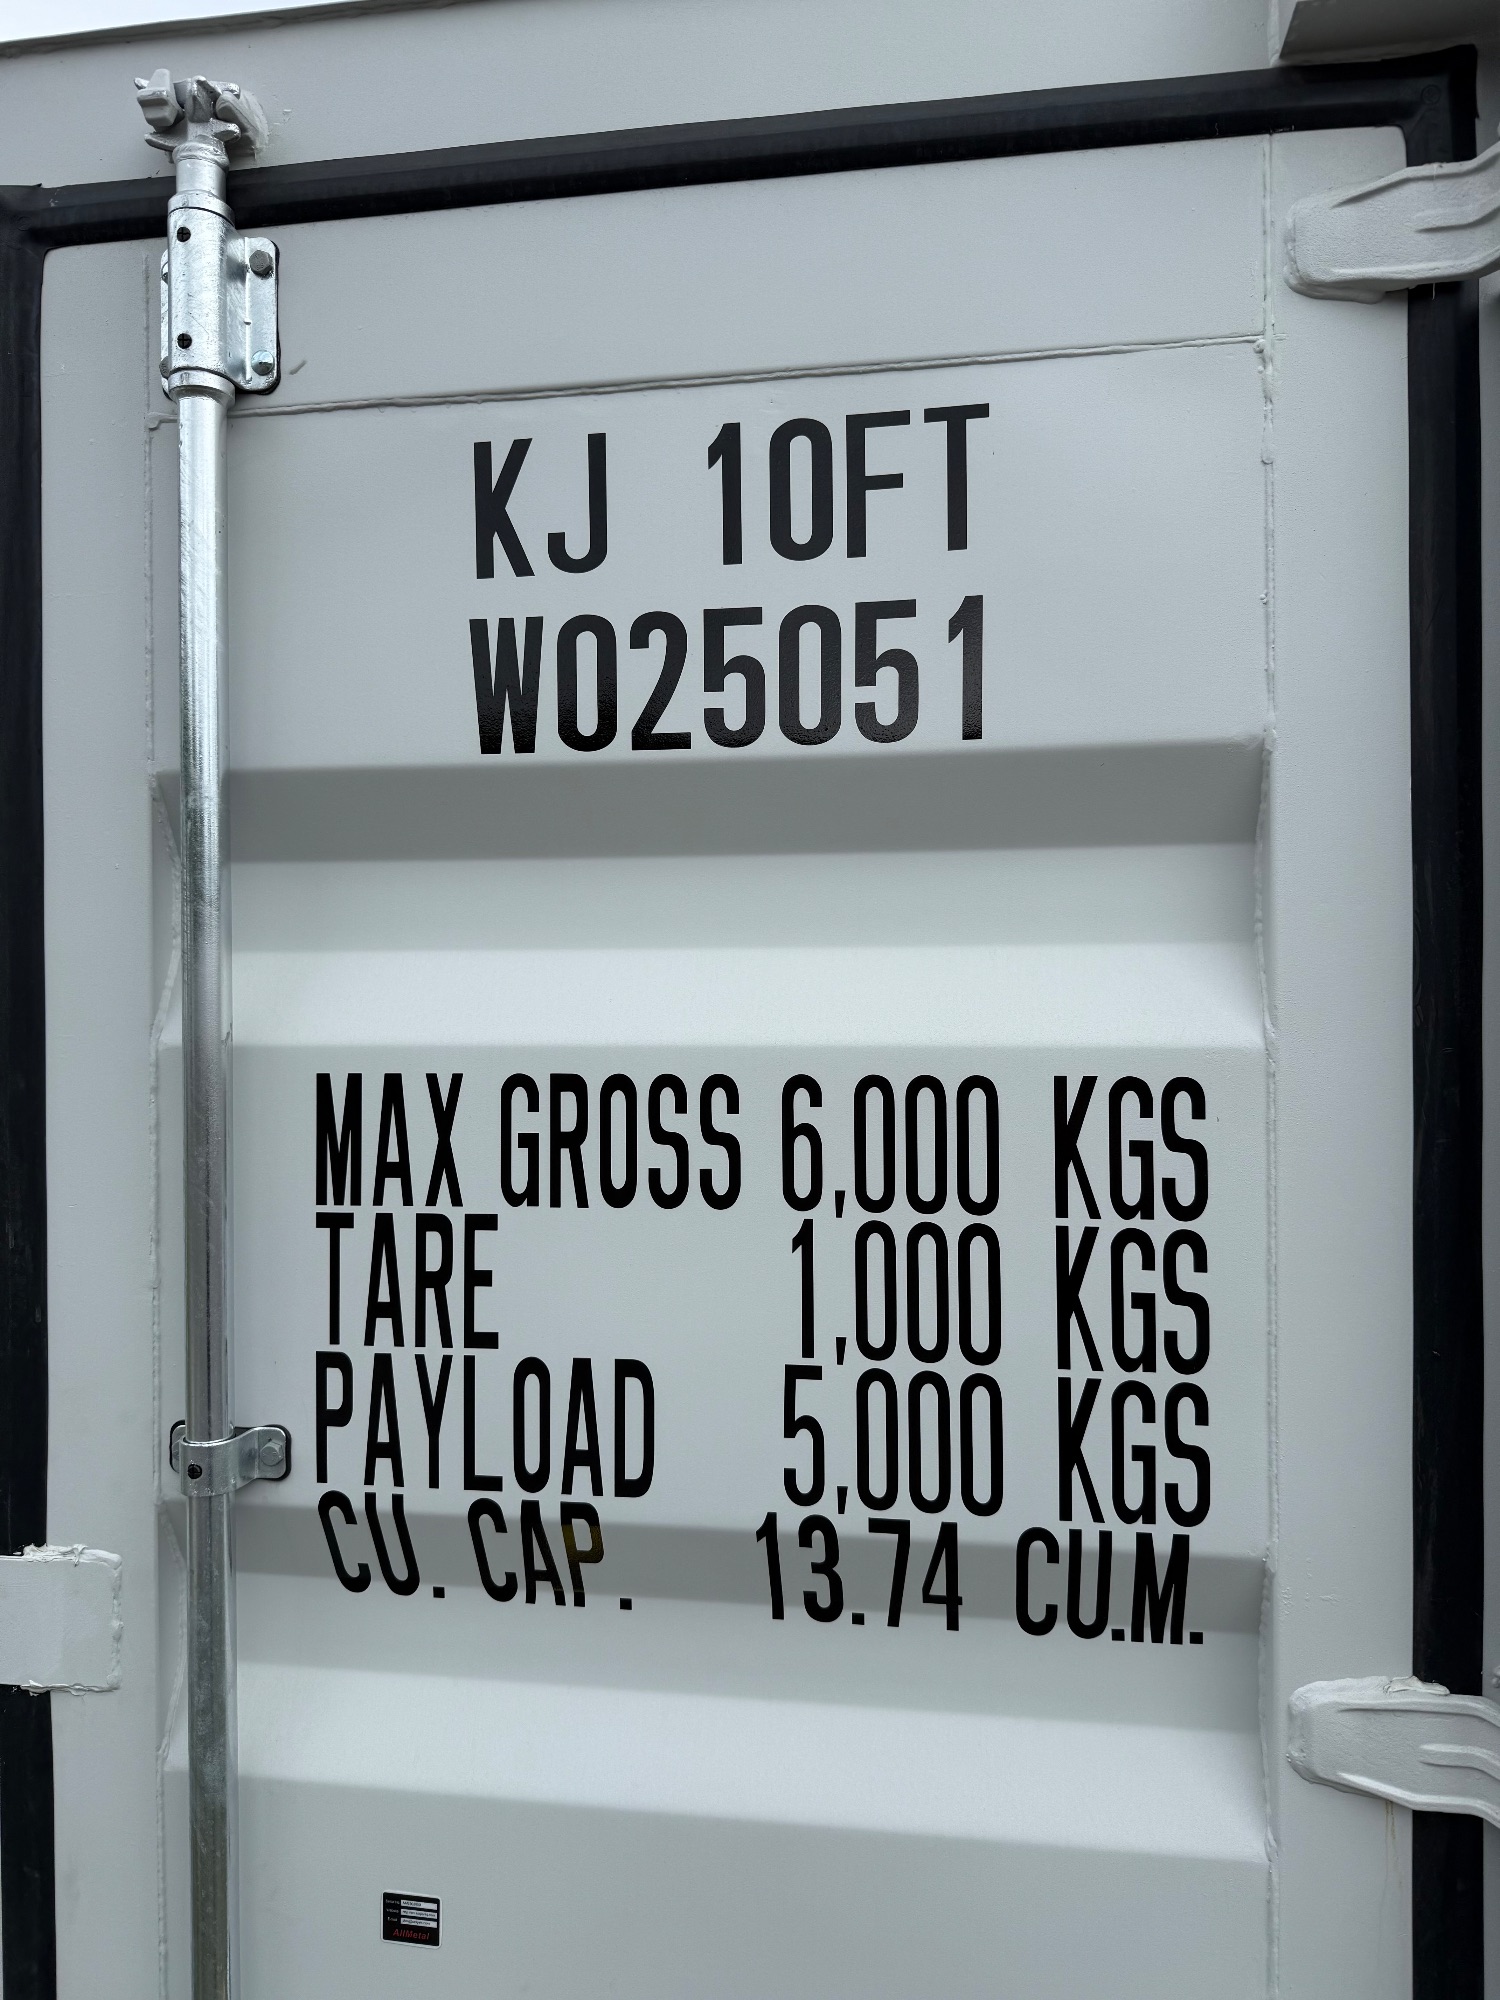 KJ 10FT
W025051
MAX GROSS 6,000 KGS
TARE 1,000 KGS
PAYLOAD 5,000 KGS
CU. CAP. 13.74 CU.M.
AllMetal